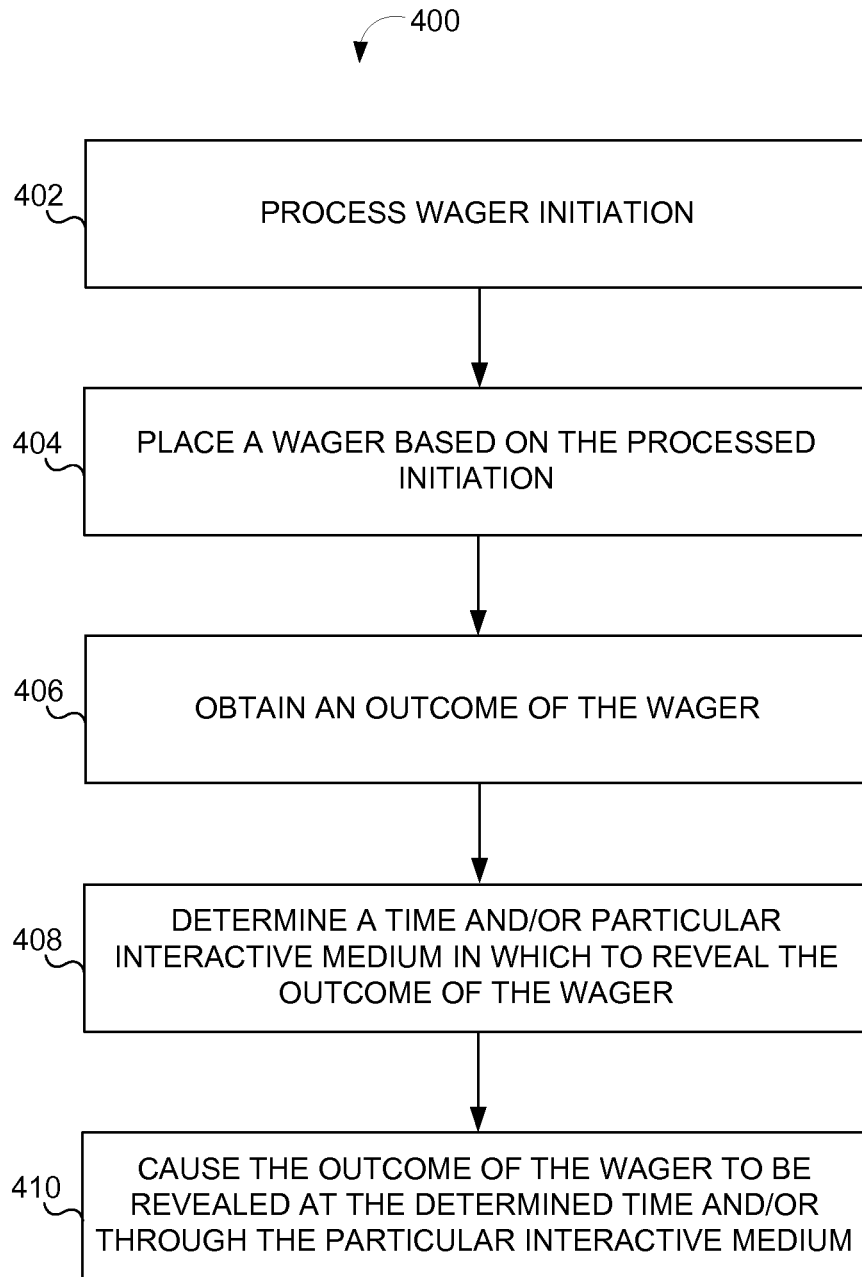 400
402
PROCESS WAGER INITIATION
404
PLACE A WAGER BASED ON THE PROCESSED
INITIATION
406
OBTAIN AN OUTCOME OF THE WAGER
408
DETERMINE A TIME AND/OR PARTICULAR
INTERACTIVE MEDIUM IN WHICH TO REVEAL THE
OUTCOME OF THE WAGER
410
CAUSE THE OUTCOME OF THE WAGER TO BE
REVEALED AT THE DETERMINED TIME AND/OR
THROUGH THE PARTICULAR INTERACTIVE MEDIUM